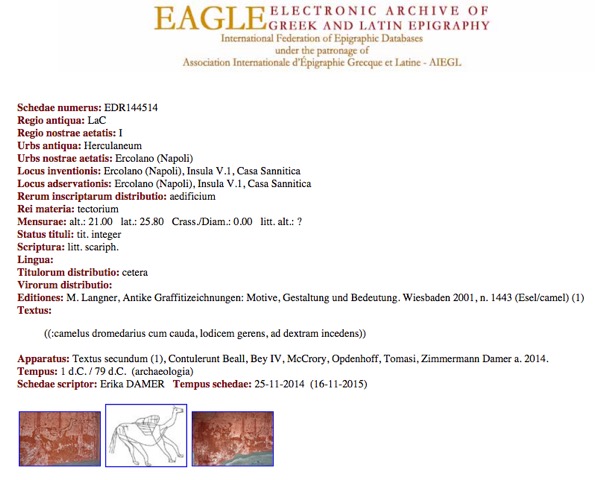 EAGLE ELECTRONIC ARCHIVE OF
GREEK AND LATIN EPIGRAPHY
International Federation of Epigraphic Databases
under the patronage of
Association Internationale d'Épigraphie Grecque et Latine - AIEGL
Schedae numerus: EDR144514
Regio antiqua: LaC
Regio nostrae aetatis: I
Urbs antiqua: Herculaneum
Urbs nostrae aetatis: Ercolano (Napoli)
Locus inventionis: Ercolano (Napoli), Insula V.1, Casa Sannitica
Locus adservationis: Ercolano (Napoli), Insula V.1, Casa Sannitica
Rerum inscriptarum distributio: aedificium
Rei materia: tectorium
Mensurae: alt.: 21.00 lat.: 25.80 Crass./Diam.: 0.00 litt. alt.: ?
Status tituli: tit. integer
Scriptura: litt. scariph.
Lingua:
Titulorum distributio: cetera
Virorum distributio:
Editiones: M. Langner, Antike Graffitizeichnungen: Motive, Gestaltung und Bedeutung. Wiesbaden 2001, n. 1443 (Esel/camel) (1)
Textus:
((:camelus dromedarius cum cauda, lodicem gerens, ad dextram incedens))
Apparatus: Textus secundum (1), Contulerunt Beall, Bey IV, McCrory, Opdenhoff, Tomasi, Zimmermann Damer a. 2014.
Tempus: 1 d.C. / 79 d.C. (archaeologia)
Schedae scriptor: Erika DAMER Tempus schedae: 25-11-2014 (16-11-2015)